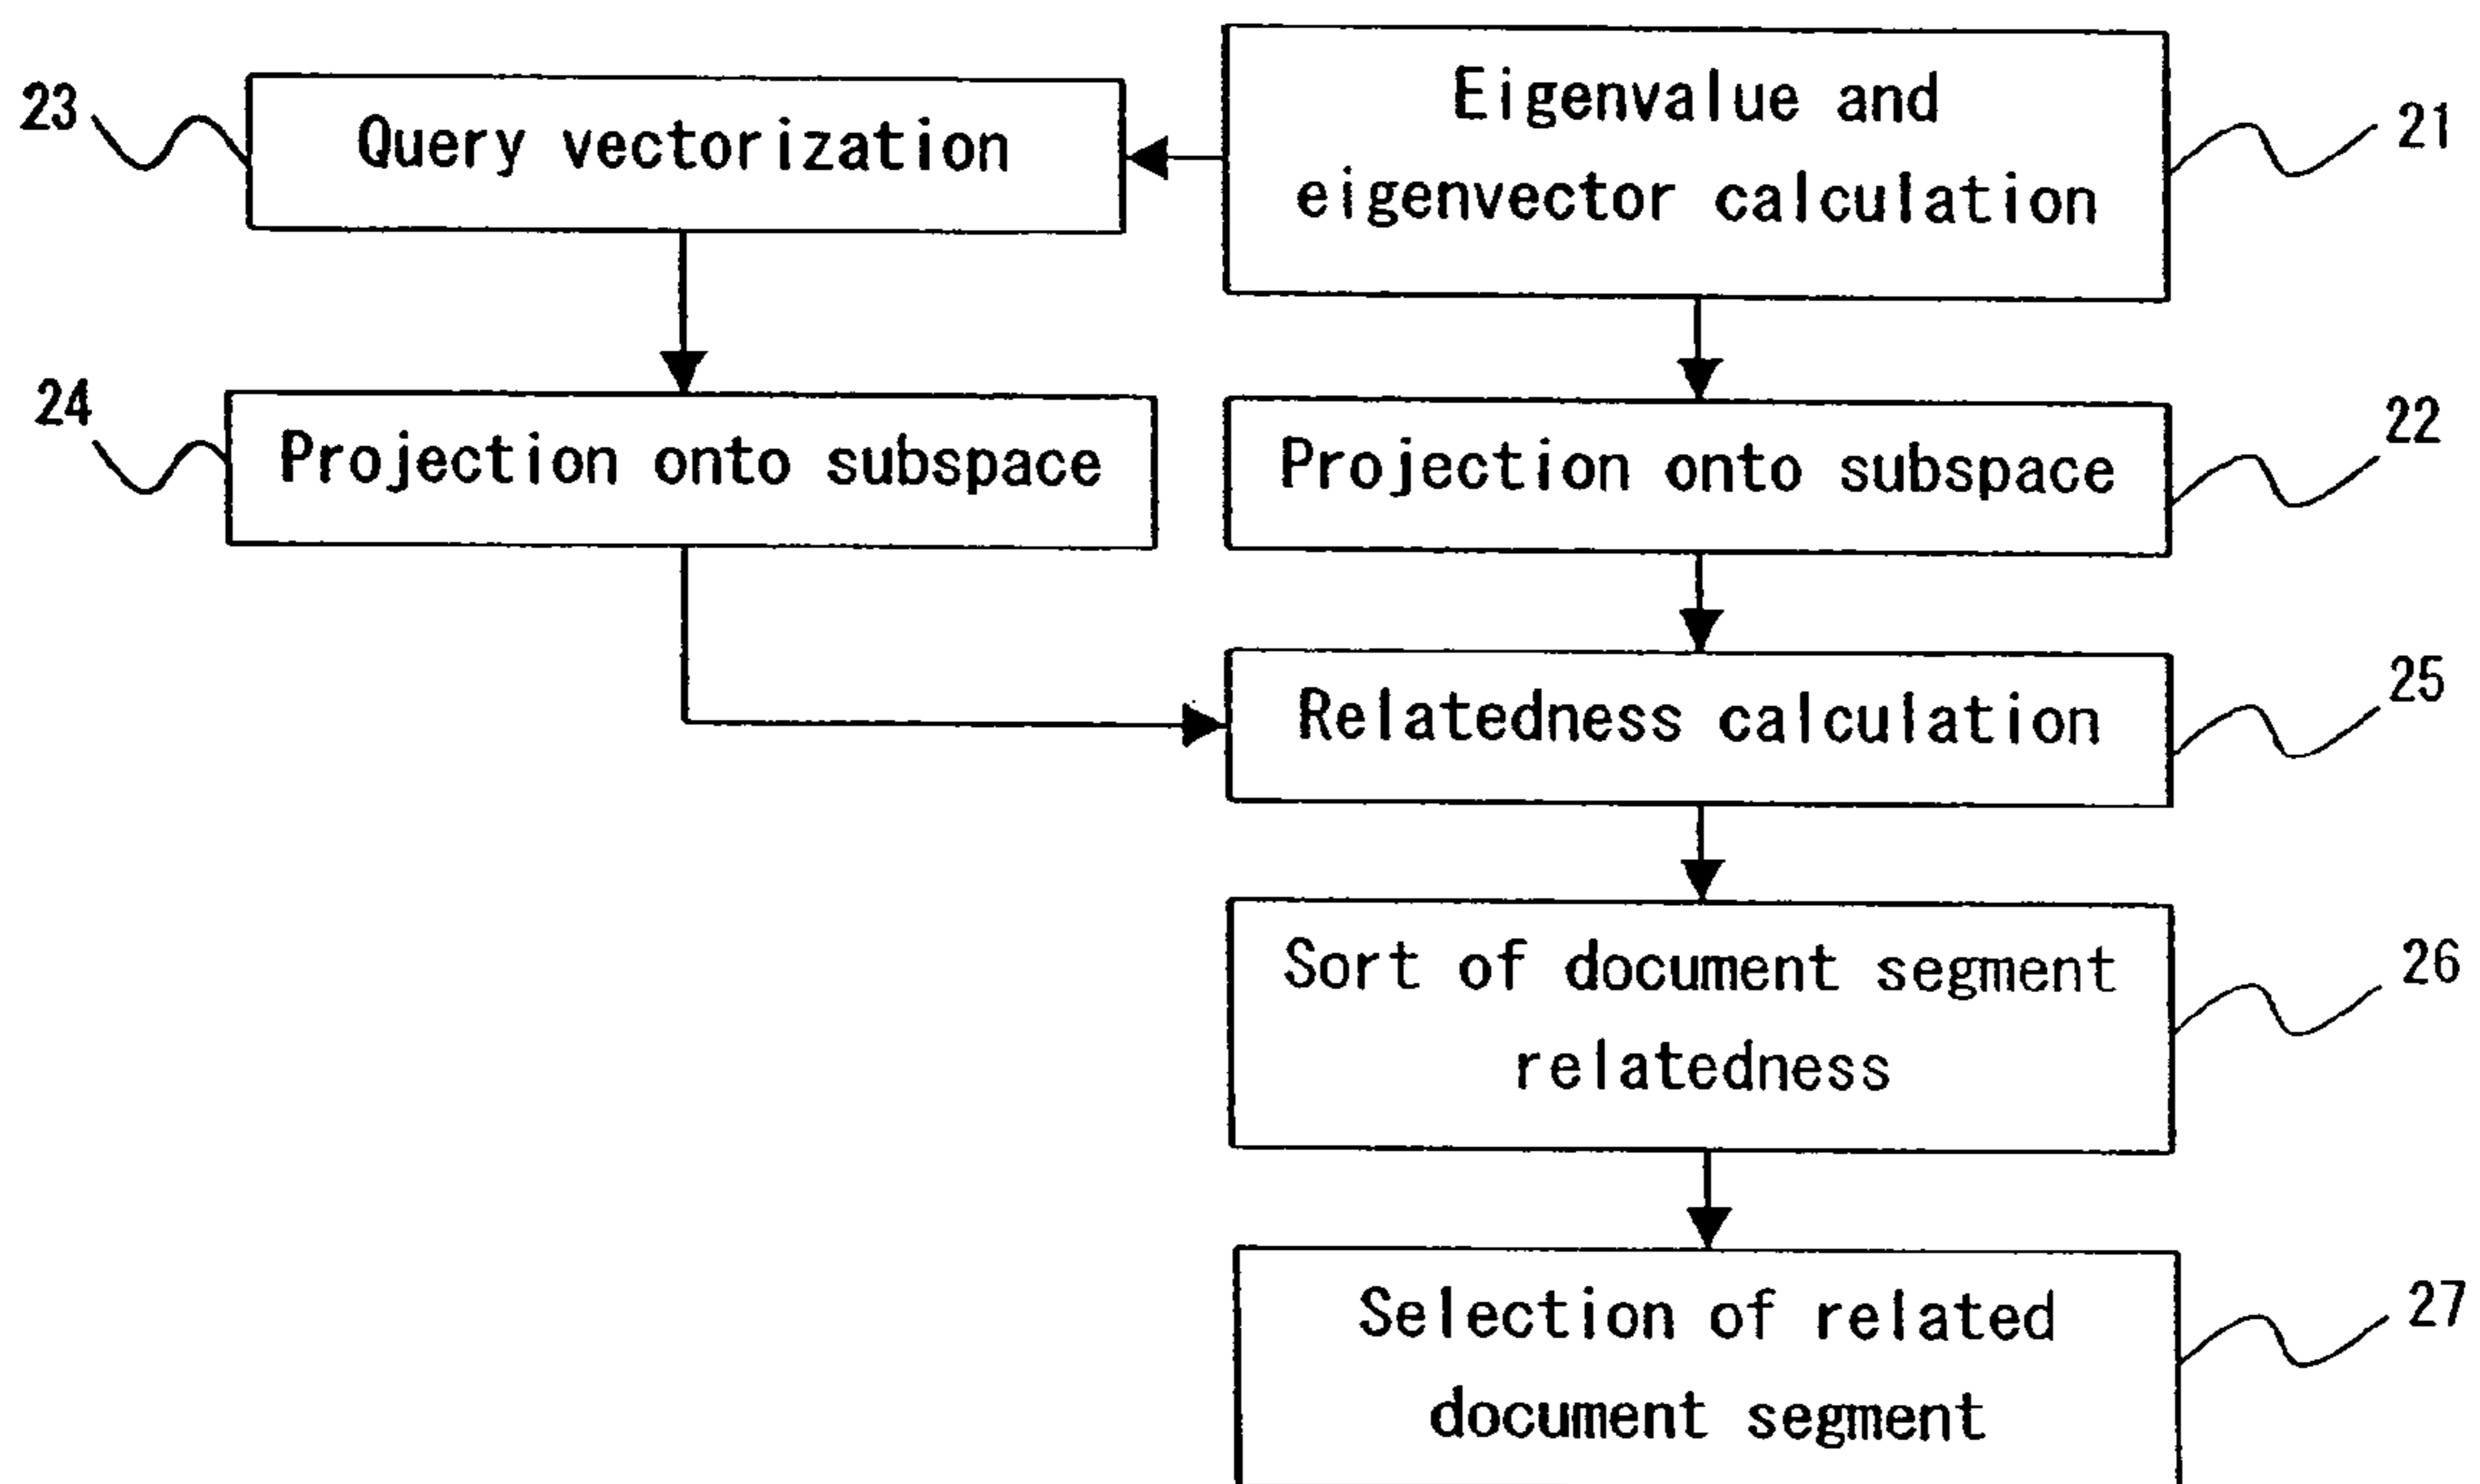 23
Query vectorization
Eigenvalue and
eigenvector calculation
21
24
Projection onto subspace
Projection onto subspace
22
Relatedness calculation
25
Sort of document segment
relatedness
26
Selection of related
document segment
27